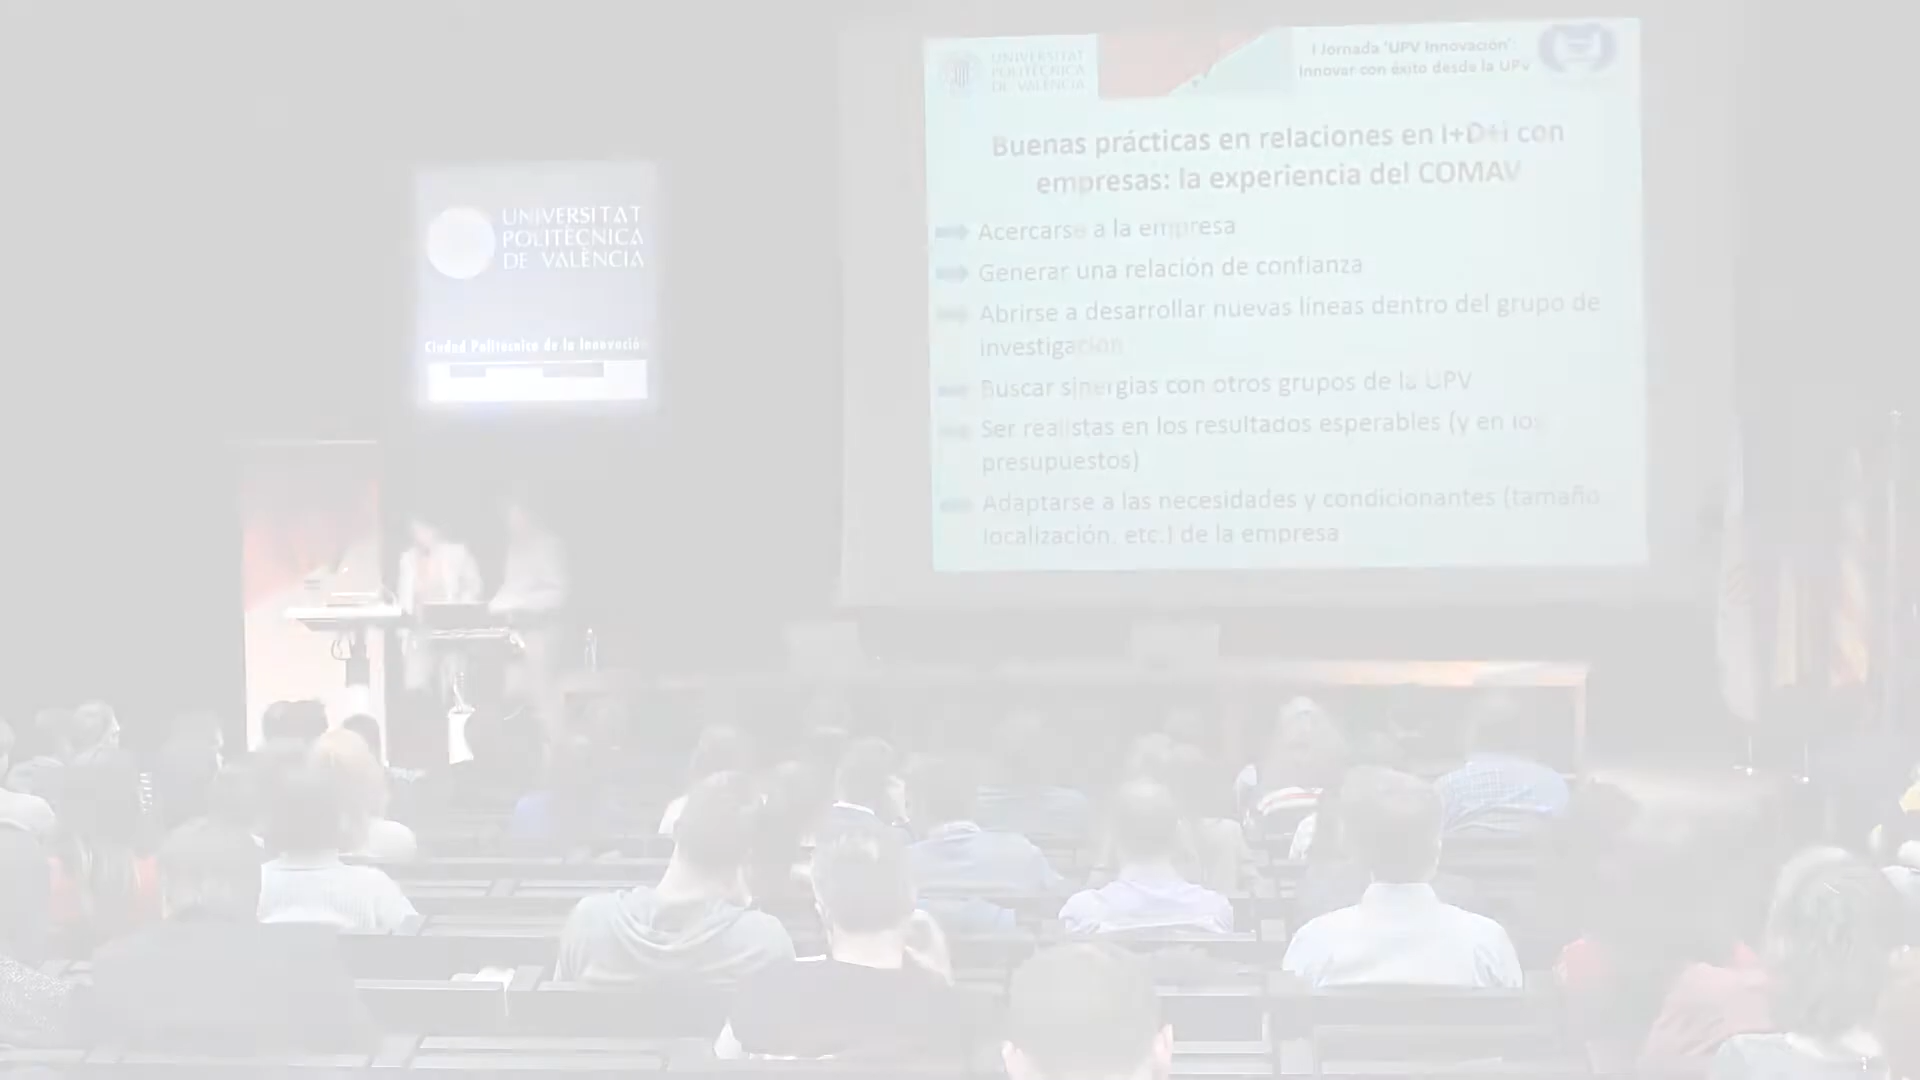 UNIVERSITAT
POLITÈCNICA
DE VALÈNCIA
Ciudad Politécnica de la Innovación
UNIVERSITAT
POLITÈCNICA
DE VALÈNCIA
I Jornada 'UPV Innovación':
Innovar con éxito desde la UPV
Buenas prácticas en relaciones en I+D+i con
empresas: la experiencia del COMAV
Acercarse a la empresa
Generar una relación de confianza
Abrirse a desarrollar nuevas líneas dentro del grupo de
investigación
Buscar sinergias con otros grupos de la UPV
Ser realistas en los resultados esperables (y en los
presupuestos)
Adaptarse a las necesidades y condicionantes (tamaño,
localización, etc.) de la empresa